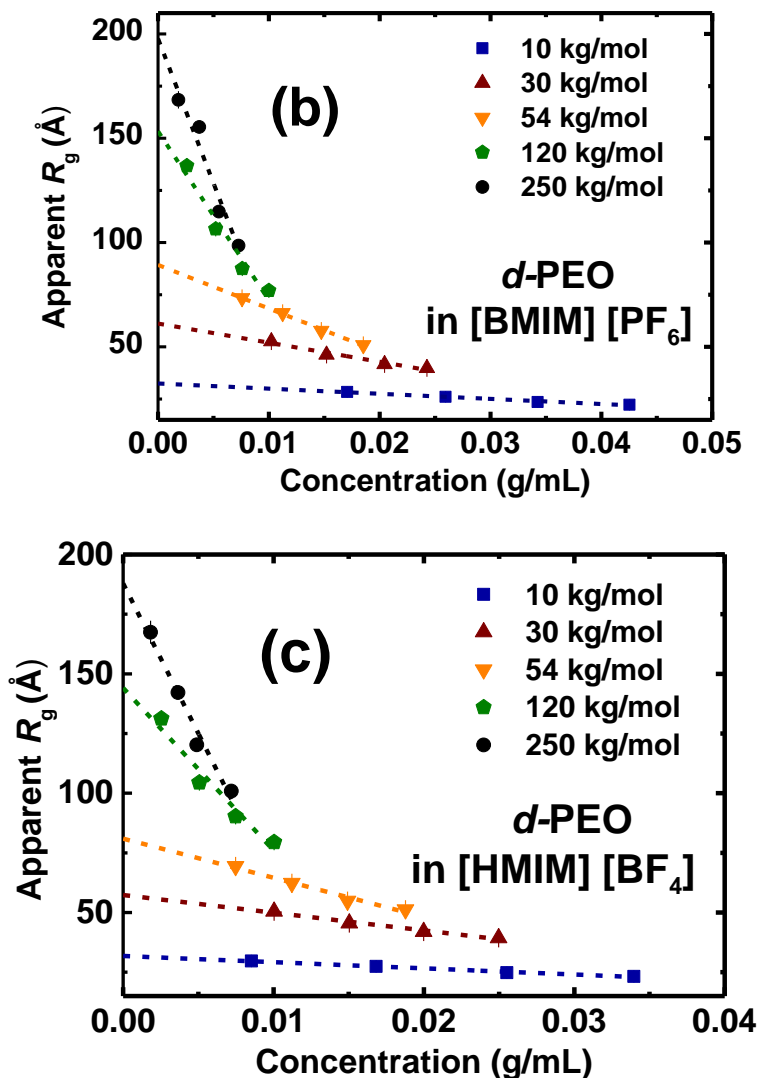 200
150
100
50
Apparent Rg (Å)
(b)
10 kg/mol
30 kg/mol
54 kg/mol
120 kg/mol
250 kg/mol
d-PEO
in [BMIM] [PF6]
0.00 0.01 0.02 0.03 0.04 0.05
Concentration (g/mL)
200
150
100
50
Apparent Rg (Å)
(c)
10 kg/mol
30 kg/mol
54 kg/mol
120 kg/mol
250 kg/mol
d-PEO
in [HMIM] [BF4]
0.00 0.01 0.02 0.03 0.04
Concentration (g/mL)